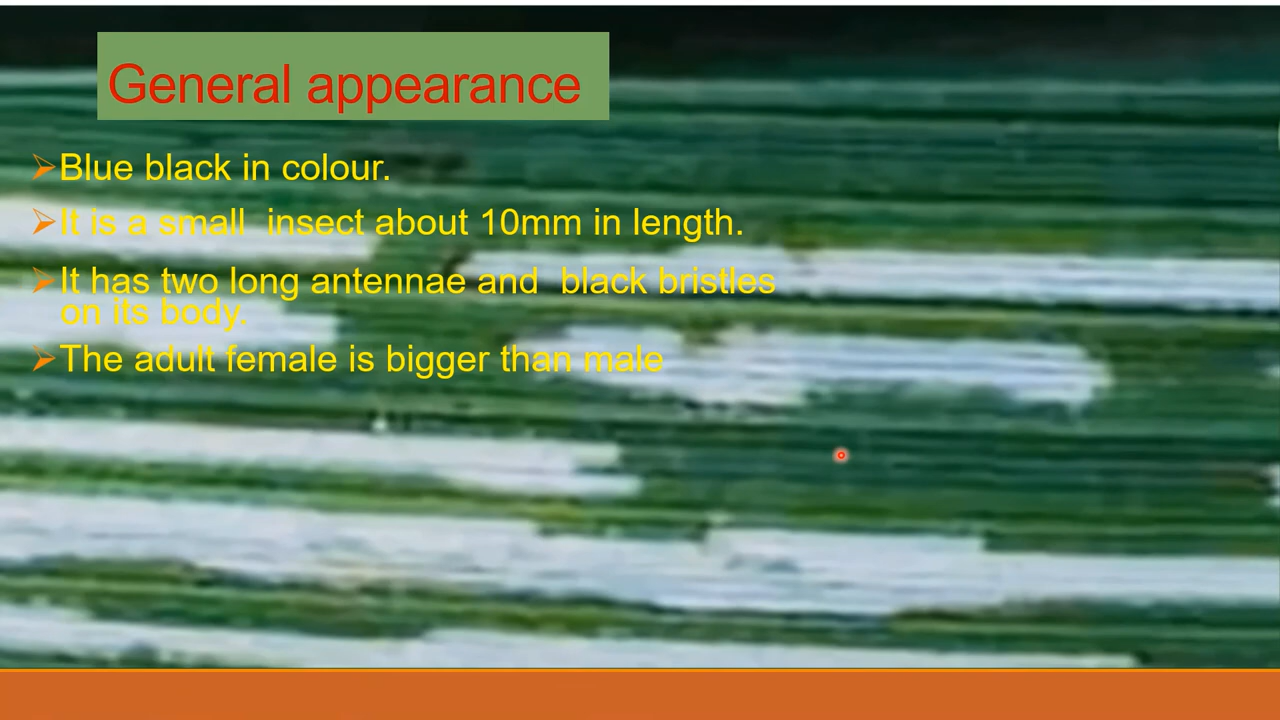 General appearance
➢Blue black in colour.
➢It is a small  insect about 10mm in length.
➢It has two long antennae and  black bristles
on its body.
➢The adult female is bigger than male